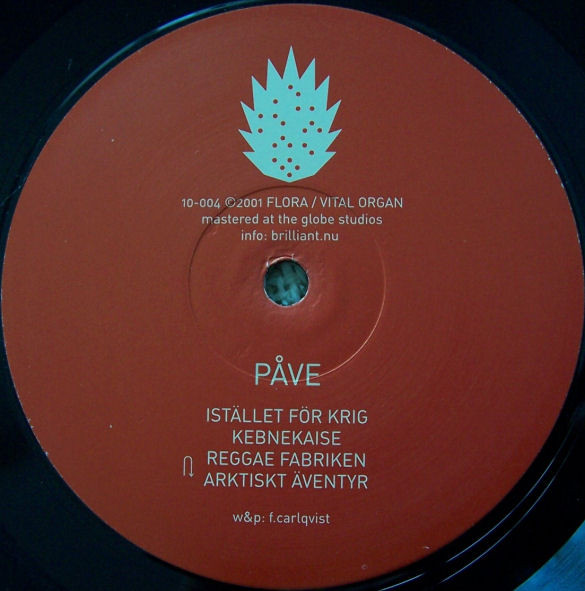 10-004 ©2001 FLORA / VITAL ORGAN
mastered at the globe studios
info: brilliant.nu
PÅVE
ISTÄLLET FÖR KRIG
KEBNEKAISE
REGGAE FABRIKEN
ARKTISKT ÄVENTYR
w&p: f.carlqvist